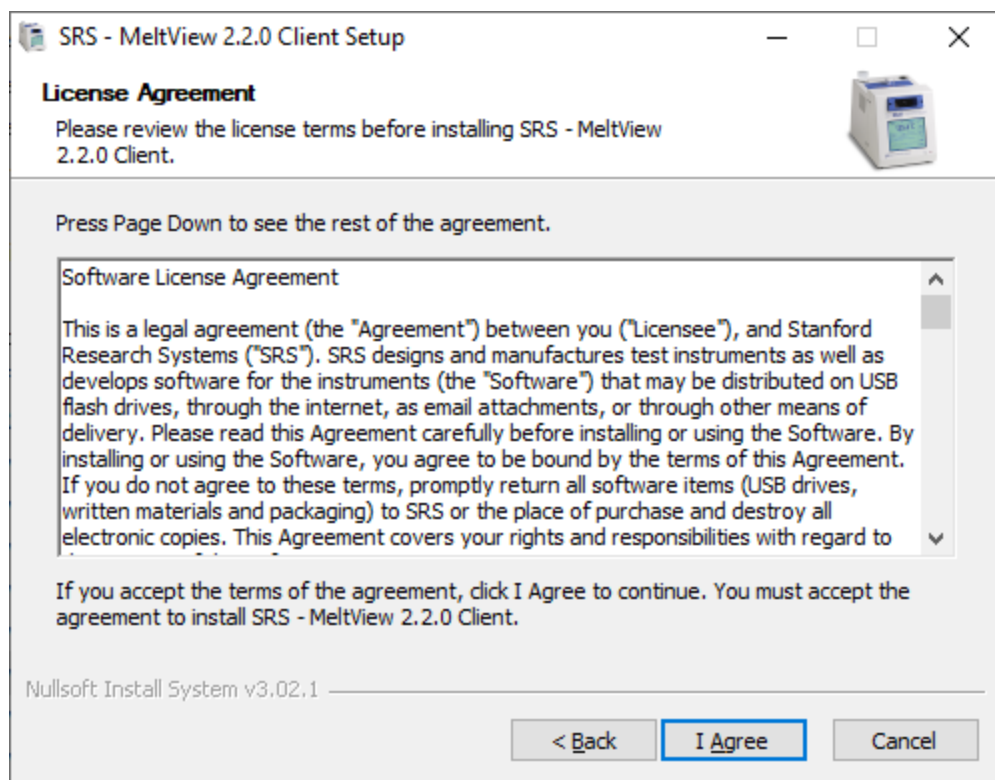 SRS - MeltView 2.2.0 Client Setup
License Agreement
Please review the license terms before installing SRS - MeltView
2.2.0 Client.
Press Page Down to see the rest of the agreement.
Software License Agreement
This is a legal agreement (the "Agreement") between you ("Licensee"), and Stanford
Research Systems ("SRS"). SRS designs and manufactures test instruments as well as
develops software for the instruments (the "Software") that may be distributed on USB
flash drives, through the internet, as email attachments, or through other means of
delivery. Please read this Agreement carefully before installing or using the Software. By
installing or using the Software, you agree to be bound by the terms of this Agreement.
If you do not agree to these terms, promptly return all software items (USB drives,
written materials and packaging) to SRS or the place of purchase and destroy all
electronic copies. This Agreement covers your rights and responsibilities with regard to
If you accept the terms of the agreement, click I Agree to continue. You must accept the
agreement to install SRS - MeltView 2.2.0 Client.
Nullsoft Install System v3.02.1
< Back
I Agree
Cancel